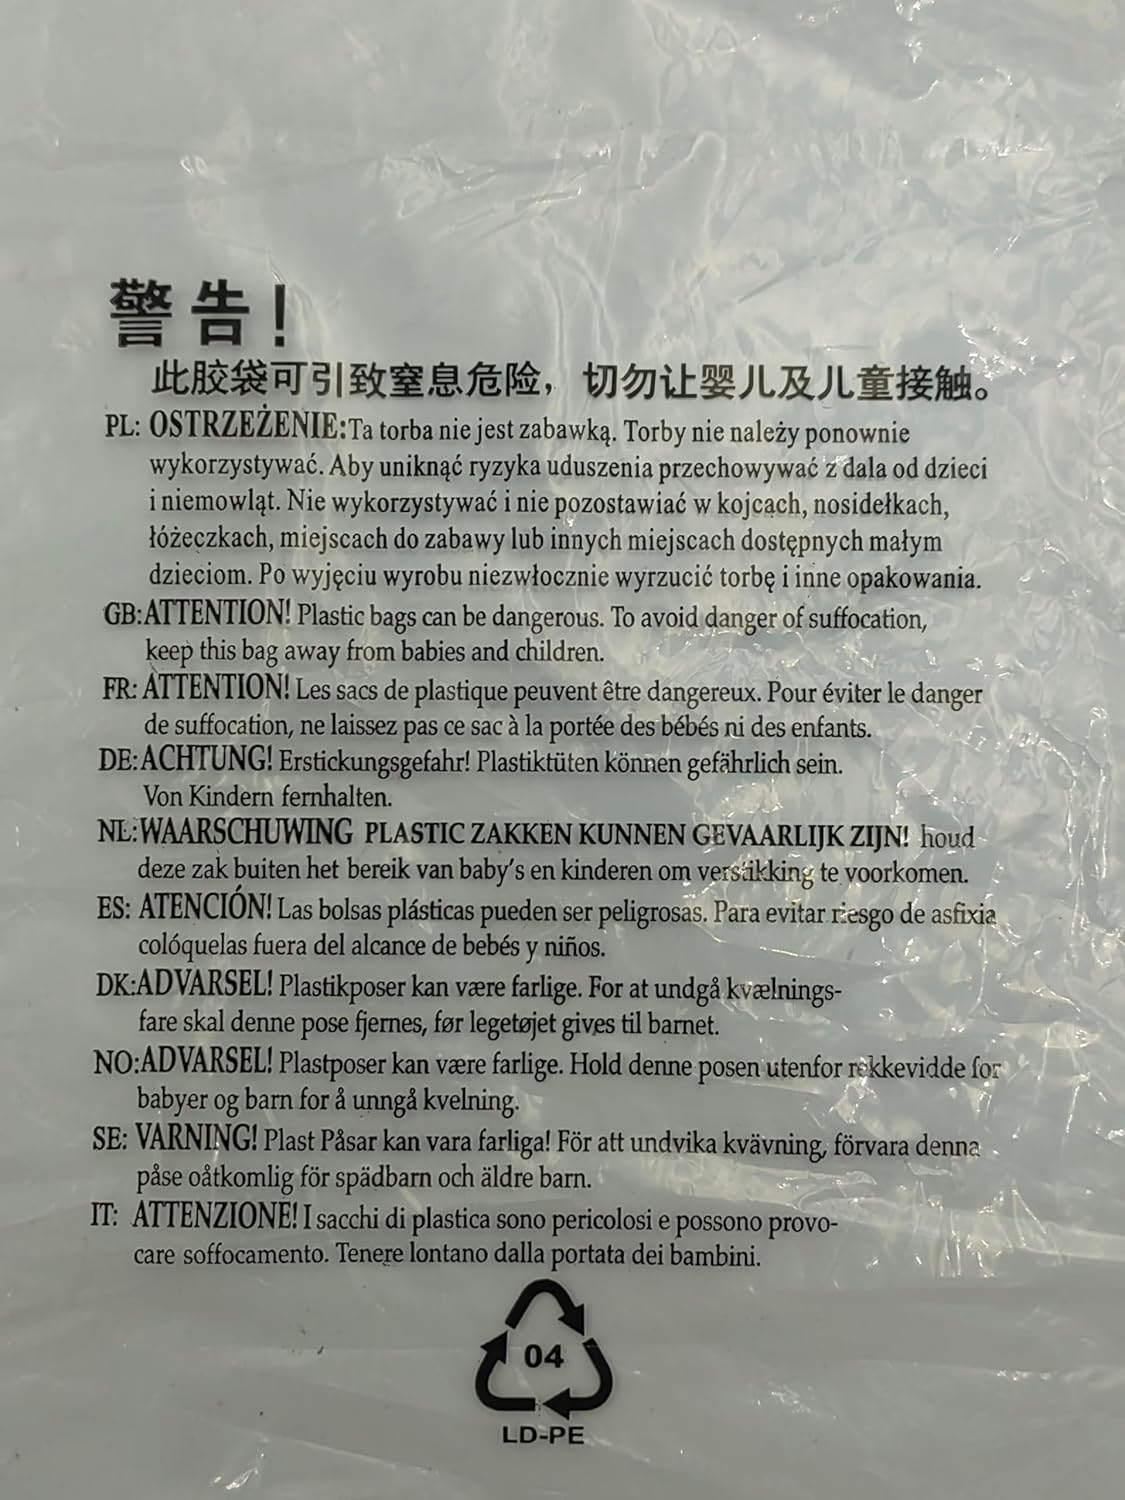 警告!
此胶袋可引致窒息危险，切勿让婴儿及儿童接触。
PL: OSTRZEŻENIE:Ta torba nie jest zabawką. Torby nie należy ponownie
wykorzystywać. Aby uniknąć ryzyka uduszenia przechowywać z dala od dzieci
i niemowląt. Nie wykorzystywać i nie pozostawiać w kojcach, nosidełkach,
łóżeczkach, miejscach do zabawy lub innych miejscach dostępnych małym
dzieciom. Po wyjęciu wyrobu niezwłocznie wyrzucić torbę i inne opakowania.
GB:ATTENTION! Plastic bags can be dangerous. To avoid danger of suffocation,
keep this bag away from babies and children.
FR: ATTENTION! Les sacs de plastique peuvent être dangereux. Pour éviter le danger
de suffocation, ne laissez pas ce sac à la portée des bébés ni des enfants.
DE:ACHTUNG! Erstickungsgefahr! Plastiktüten können gefährlich sein.
Von Kindern fernhalten.
NL:WAARSCHUWING PLASTIC ZAKKEN KUNNEN GEVAARLIJK ZIJN! houd
deze zak buiten het bereik van baby's en kinderen om verstikking te voorkomen.
ES: ATENCIÓN! Las bolsas plásticas pueden ser peligrosas. Para evitar riesgo de asfixia
colóquelas fuera del alcance de bebés y niños.
DK:ADVARSEL! Plastikposer kan være farlige. For at undgå kvælnings-
fare skal denne pose fjernes, før legetøjet gives til barnet.
NO:ADVARSEL! Plastposer kan være farlige. Hold denne posen utenfor rekkevidde for
babyer og barn for å unngå kvelning.
SE: VARNING! Plast Påsar kan vara farliga! För att undvika kvävning, förvara denna
påse oåtkomlig för spädbarn och äldre barn.
IT: ATTENZIONE! I sacchi di plastica sono pericolosi e possono provo-
care soffocamento. Tenere lontano dalla portata dei bambini.
04
LD-PE